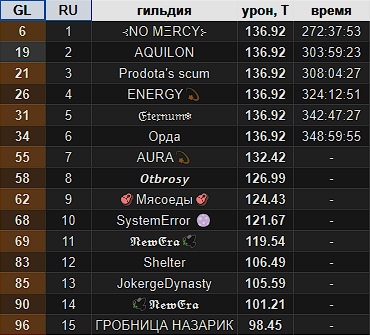 GL RU гильдия урон, Т время
6 1 NO MΞRCY 136.92 272:37:53
19 2 AQUILON 136.92 303:59:23
21 3 Prodota's scum 136.92 308:04:27
26 4 ENERGY💫 136.92 324:12:51
31 5 𝔈𝔱𝔢𝔯𝔫𝔲𝔪❄ 136.92 342:47:27
34 6 Орда 136.92 348:59:55
55 7 AURA💫 132.42 -
58 8 𝑶𝒕𝒃𝒓𝒐𝒔𝒚 126.99 -
62 9 🍖Мясоеды🍖 124.43 -
68 10 SystemError 121.67 -
69 11 𝕹𝖊𝖜𝕰𝖗𝖆 119.54 -
83 12 Shelter 106.49 -
85 13 JokergeDynasty 105.59 -
90 14 𝕹𝖊𝖜𝕰𝖗𝖆 101.21 -
96 15 ГРОБНИЦА НАЗАРИК 98.45 -